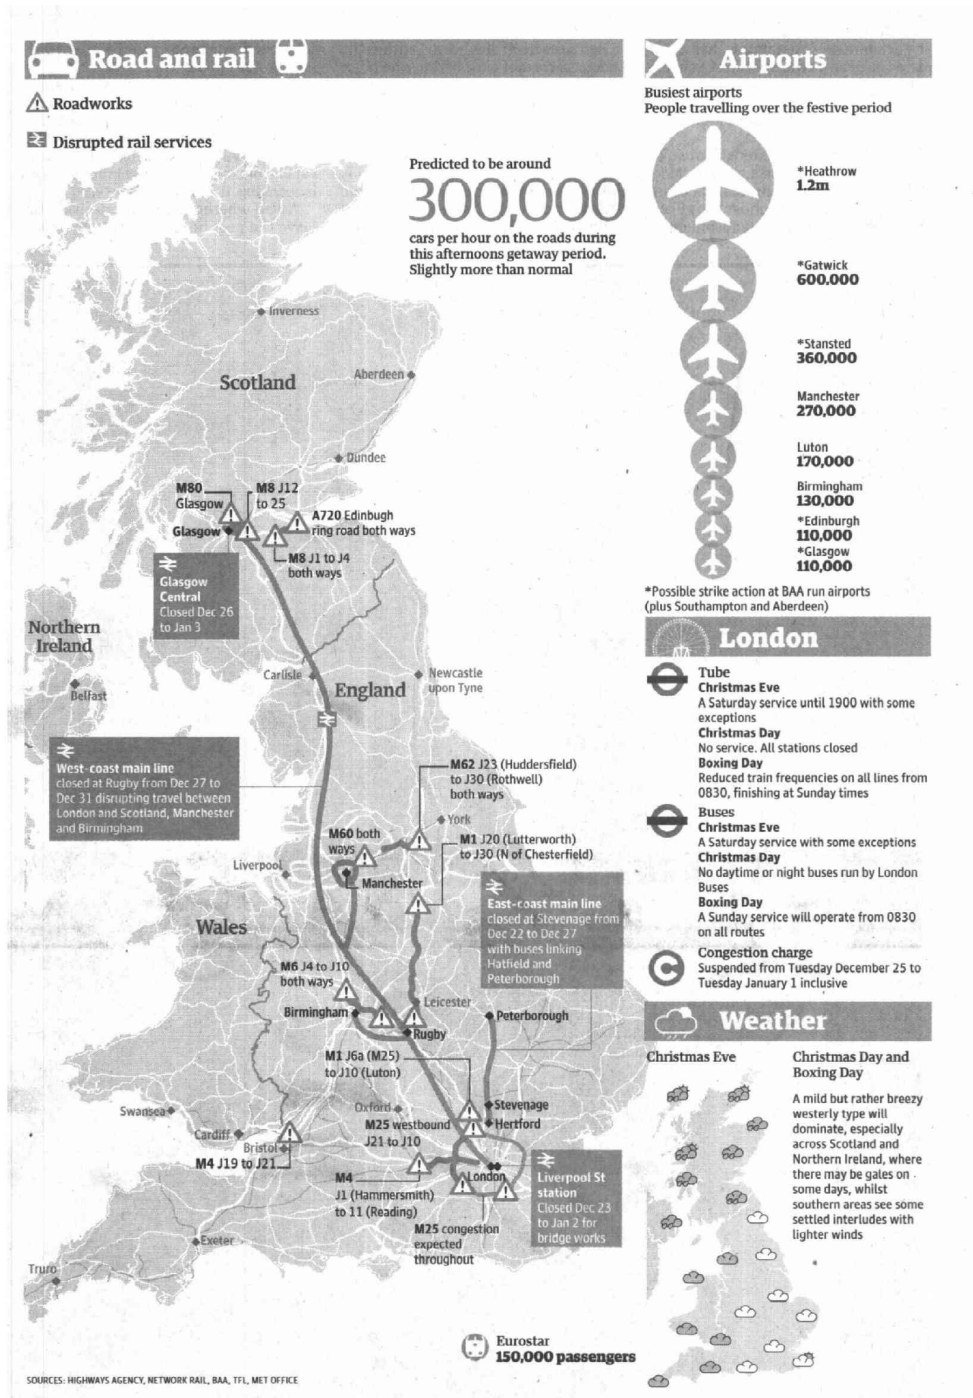 Road and rail
Roadworks
Disrupted rail services
Predicted to be around
300,000
cars per hour on the roads during
this afternoons getaway period.
Slightly more than normal
Inverness
Scotland
Aberdeen
Dundee
M80
Glasgow
M8 J12
to 25
A720 Edinbugh
ring road both ways
Glasgow
M8 J1 to J4
both ways
Glasgow
Central
Closed Dec 26
to Jan 3
Northern
Ireland
Belfast
Carlisle
England
Newcastle
upon Tyne
West-coast main line
closed at Rugby from Dec 27 to
Dec 31 disrupting travel between
London and Scotland, Manchester
and Birmingham
M62 J23 (Huddersfield)
to J30 (Rothwell)
both ways
York
M60 both
ways
M1 J20 (Lutterworth)
to J30 (N of Chesterfield)
Liverpool
Manchester
East-coast main line
closed at Stevenage from
Dec 22 to Dec 27
with buses linking
Hatfield and
Peterborough
Wales
M6 J4 to J10
both ways
Birmingham
Leicester
Rugby
Peterborough
M1 J6a (M25)
to J10 (Luton)
Swansea
Oxford
Stevenage
Hertford
M25 westbound
J21 to J10
Cardiff
Bristol
M4 J19 to J21
M4
J1 (Hammersmith)
to 11 (Reading)
London
Liverpool St
station
Closed Dec 23
to Jan 2 for
bridge works
M25 congestion
expected
throughout
Exeter
Truro
Eurostar
150,000 passengers
SOURCES: HIGHWAYS AGENCY, NETWORK RAIL, BAA, TFL, MET OFFICE
Airports
Busiest airports
People travelling over the festive period
*Heathrow
1.2m
*Gatwick
600,000
*Stansted
360,000
Manchester
270,000
Luton
170,000
Birmingham
130,000
*Edinburgh
110,000
*Glasgow
110,000
*Possible strike action at BAA run airports
(plus Southampton and Aberdeen)
London
Tube
Christmas Eve
A Saturday service until 1900 with some
exceptions
Christmas Day
No service. All stations closed
Boxing Day
Reduced train frequencies on all lines from
0830, finishing at Sunday times
Buses
Christmas Eve
A Saturday service with some exceptions
Christmas Day
No daytime or night buses run by London
Buses
Boxing Day
A Sunday service will operate from 0830
on all routes
Congestion charge
Suspended from Tuesday December 25 to
Tuesday January 1 inclusive
Weather
Christmas Eve
Christmas Day and
Boxing Day
A mild but rather breezy
westerly type will
dominate, especially
across Scotland and
Northern Ireland, where
there may be gales on
some days, whilst
southern areas see some
settled interludes with
lighter winds